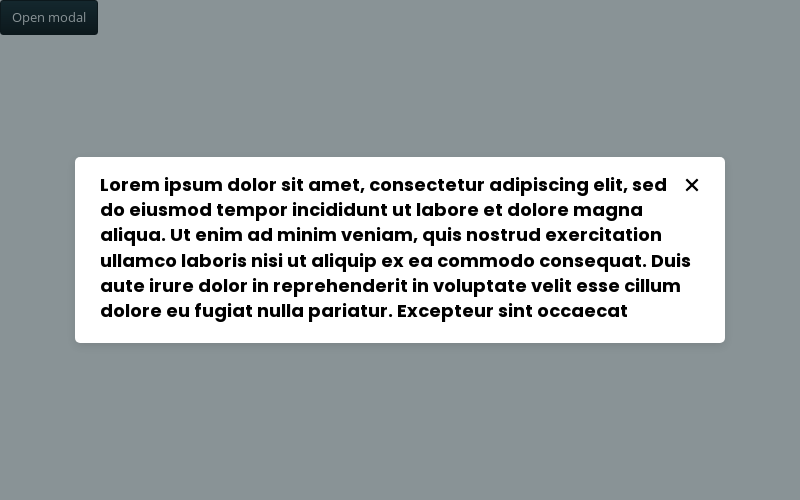 Open modal
Lorem ipsum dolor sit amet, consectetur adipiscing elit, sed
do eiusmod tempor incididunt ut labore et dolore magna
aliqua. Ut enim ad minim veniam, quis nostrud exercitation
ullamco laboris nisi ut aliquip ex ea commodo consequat. Duis
aute irure dolor in reprehenderit in voluptate velit esse cillum
dolore eu fugiat nulla pariatur. Excepteur sint occaecat